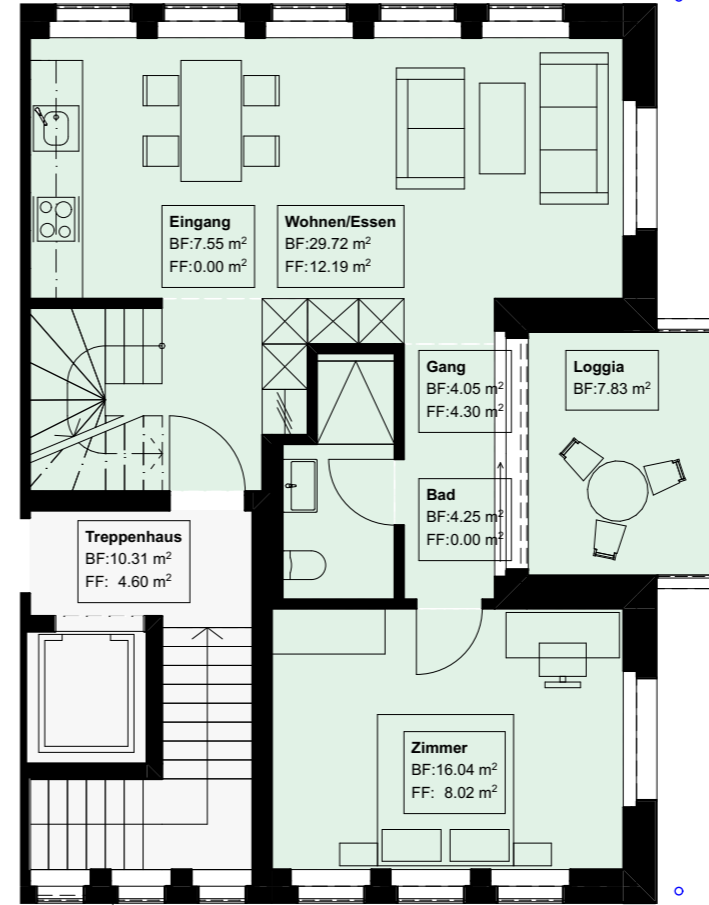 Eingang
BF:7.55 m²
FF:0.00 m²
Wohnen/Essen
BF:29.72 m²
FF:12.19 m²
Gang
BF:4.05 m²
FF:4.30 m²
Loggia
BF:7.83 m²
Bad
BF:4.25 m²
FF:0.00 m²
Treppenhaus
BF:10.31 m²
FF: 4.60 m²
Zimmer
BF:16.04 m²
FF: 8.02 m²